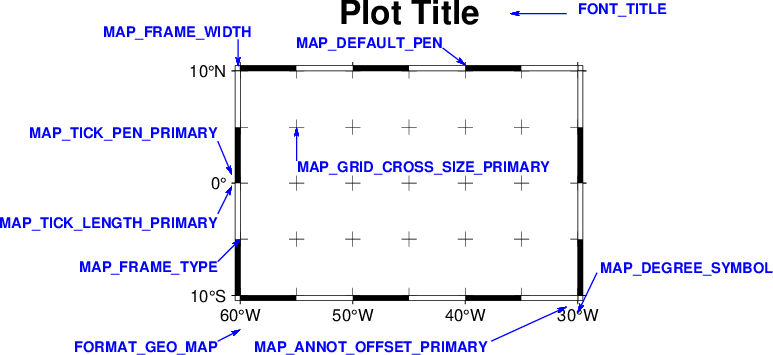 Plot Title
FONT_TITLE
MAP_FRAME_WIDTH
MAP_DEFAULT_PEN
10°N
MAP_TICK_PEN_PRIMARY
MAP_GRID_CROSS_SIZE_PRIMARY
0°
MAP_TICK_LENGTH_PRIMARY
MAP_FRAME_TYPE
MAP_DEGREE_SYMBOL
10°S
60°W 50°W 40°W 30°W
FORMAT_GEO_MAP
MAP_ANNOT_OFFSET_PRIMARY